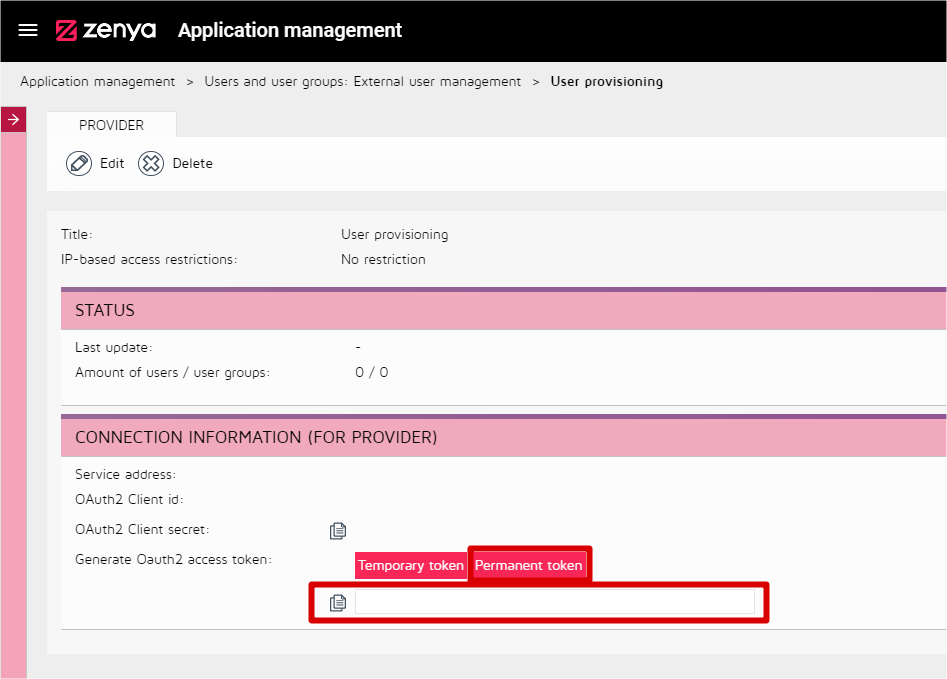 zenya Application management
Application management > Users and user groups: External user management > User provisioning
PROVIDER
Edit Delete
Title: User provisioning
IP-based access restrictions: No restriction
STATUS
Last update: -
Amount of users / user groups: 0 / 0
CONNECTION INFORMATION (FOR PROVIDER)
Service address:
OAuth2 Client id:
OAuth2 Client secret:
Generate Oauth2 access token:
Temporary token Permanent token